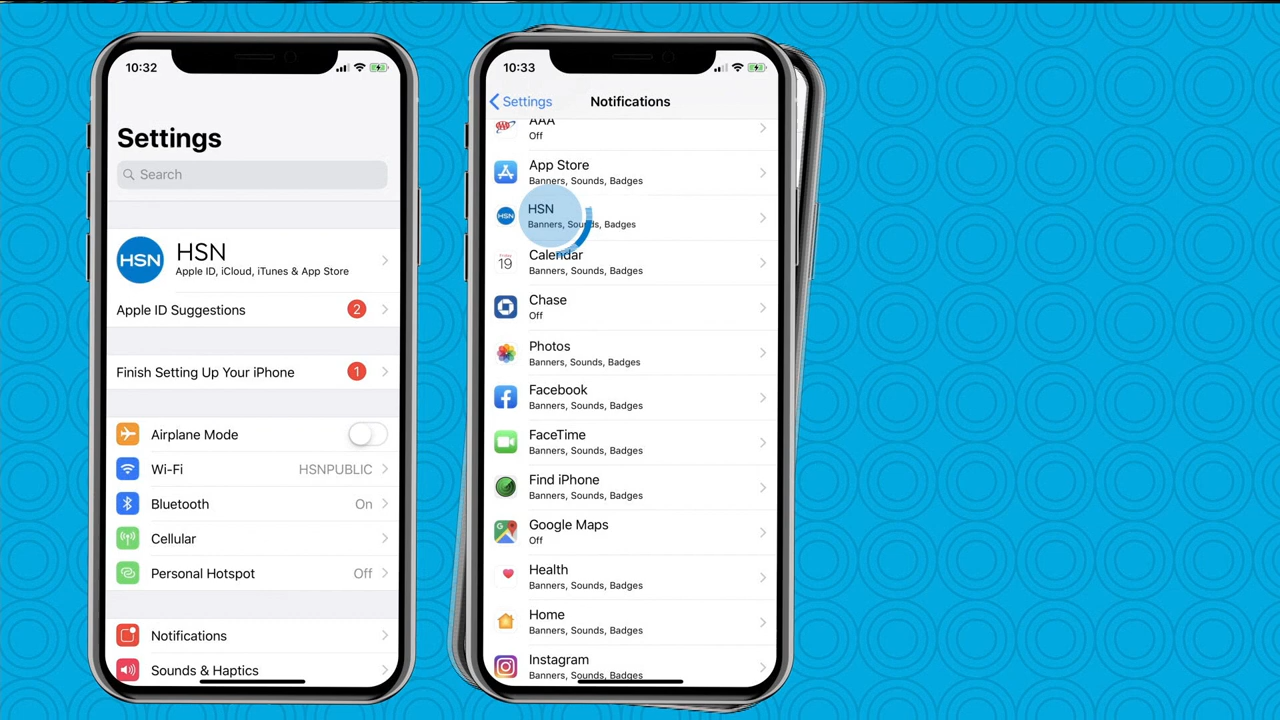 10:32
Settings
Search
HSN
HSN
Apple ID, iCloud, iTunes & App Store
Apple ID Suggestions
2
Finish Setting Up Your iPhone
1
Airplane Mode
Wi-Fi
HSNPUBLIC
Bluetooth
On
Cellular
Personal Hotspot
Off
Notifications
Sounds & Haptics
10:33
Settings
Notifications
AAA
Off
App Store
Banners, Sounds, Badges
HSN
HSN
Banners, Sounds, Badges
19
Calendar
Banners, Sounds, Badges
Chase
Off
Photos
Banners, Sounds, Badges
Facebook
Banners, Sounds, Badges
FaceTime
Banners, Sounds, Badges
Find iPhone
Banners, Sounds, Badges
Google Maps
Off
Health
Banners, Sounds, Badges
Home
Banners, Sounds, Badges
Instagram
Banners, Sounds, Badges